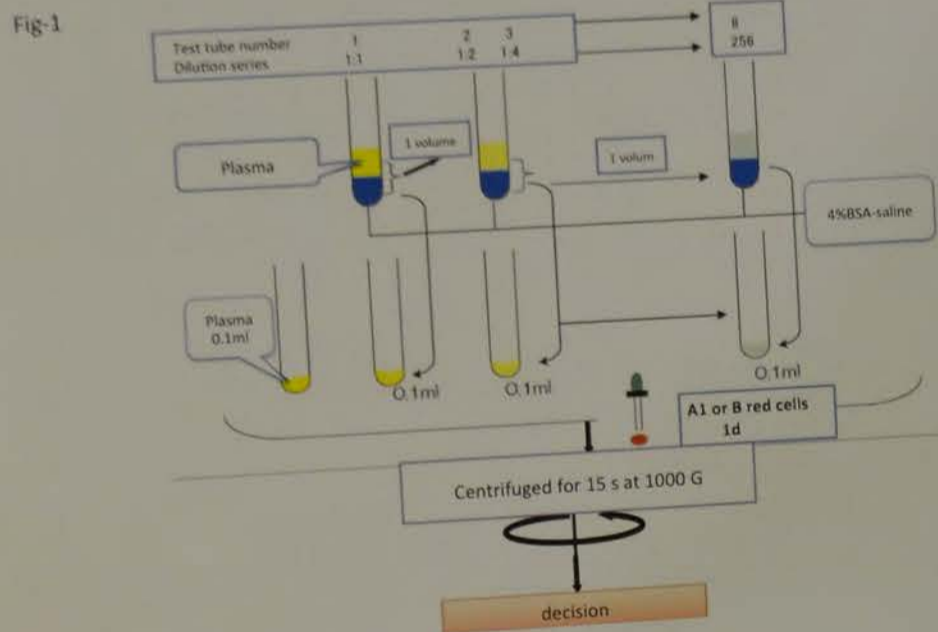 Fig-1
Test tube number 1 2 3 8
Dilution series 1:1 1:2 1:4 256
Plasma
1 volume
1 volum
4%BSA-saline
Plasma
0.1ml
0.1ml
0.1ml
0.1ml
A1 or B red cells
1d
Centrifuged for 15 s at 1000 G
decision